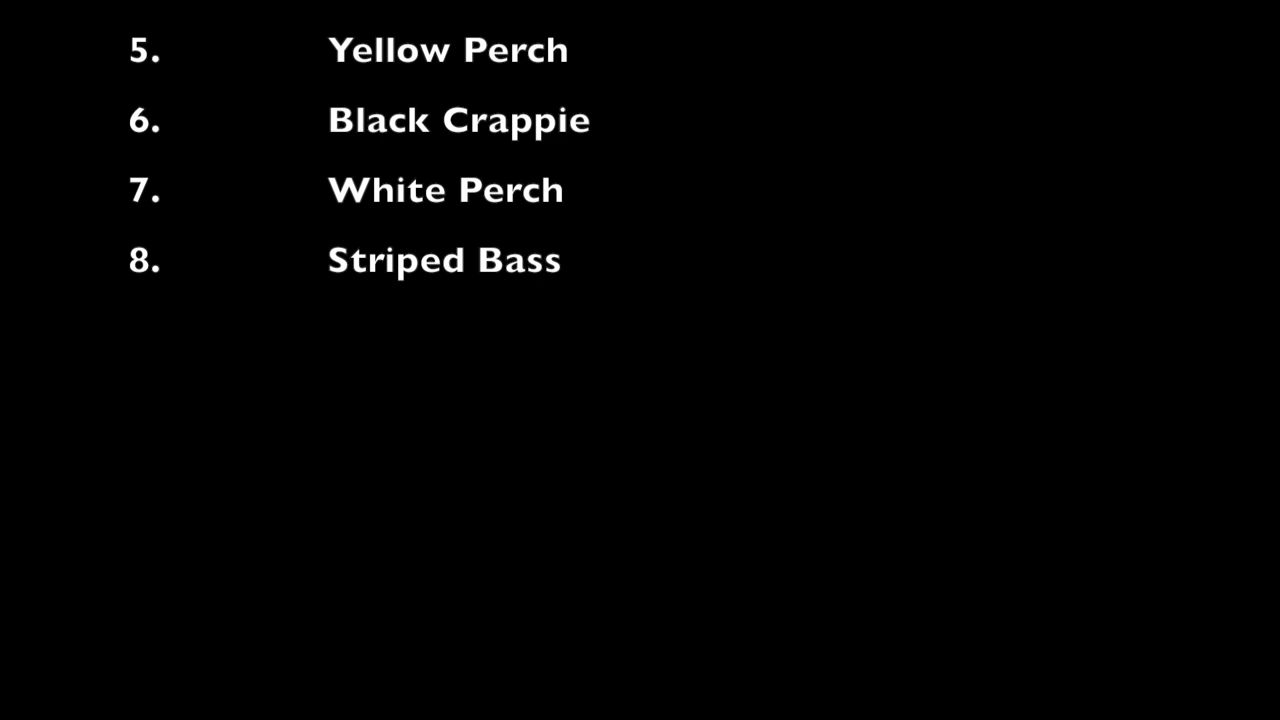 5. Yellow Perch
6. Black Crappie
7. White Perch
8. Striped Bass